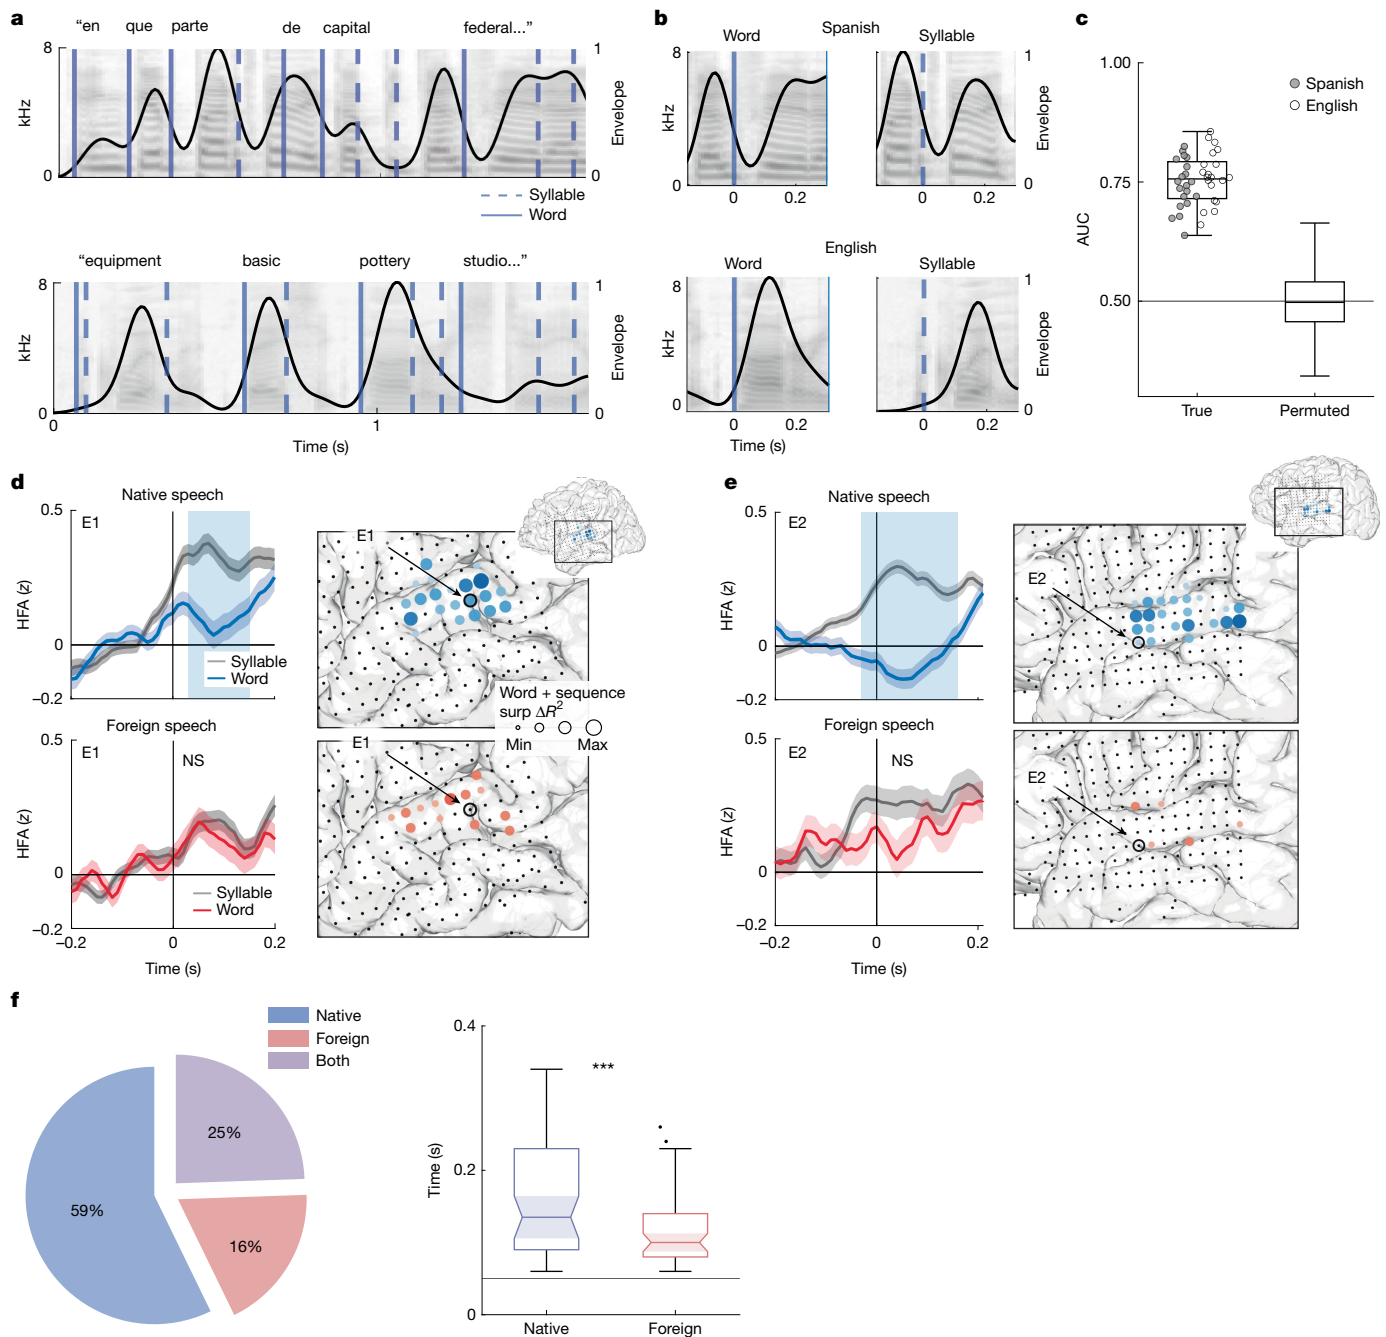 a
“en que parte de capital federal...”
8
1
kHz
Envelope
0
0
Syllable
Word
“equipment basic pottery studio...”
8
1
kHz
Envelope
0
0
0 1
Time (s)
b
Spanish
Word Syllable
8
1
kHz
Envelope
0
0
0 0.2 0 0.2
English
Word Syllable
8
1
kHz
Envelope
0
0
0 0.2 0 0.2
Time (s)
c
1.00
Spanish
English
0.75
AUC
0.50
True Permuted
d
Native speech
0.5
E1
HFA (z)
0
Syllable
Word
−0.2
E1
Foreign speech
0.5
E1 NS
HFA (z)
0
Syllable
Word
−0.2
−0.2 0 0.2
Time (s)
Word + sequence
surp ΔR2
Min Max
E1
e
Native speech
0.5
E2
HFA (z)
0
−0.2
E2
Foreign speech
0.5
E2 NS
HFA (z)
0
−0.2
−0.2 0 0.2
Time (s)
E2
f
Native
Foreign
Both
25%
59%
16%
0.4
***
Time (s)
0.2
0
Native Foreign